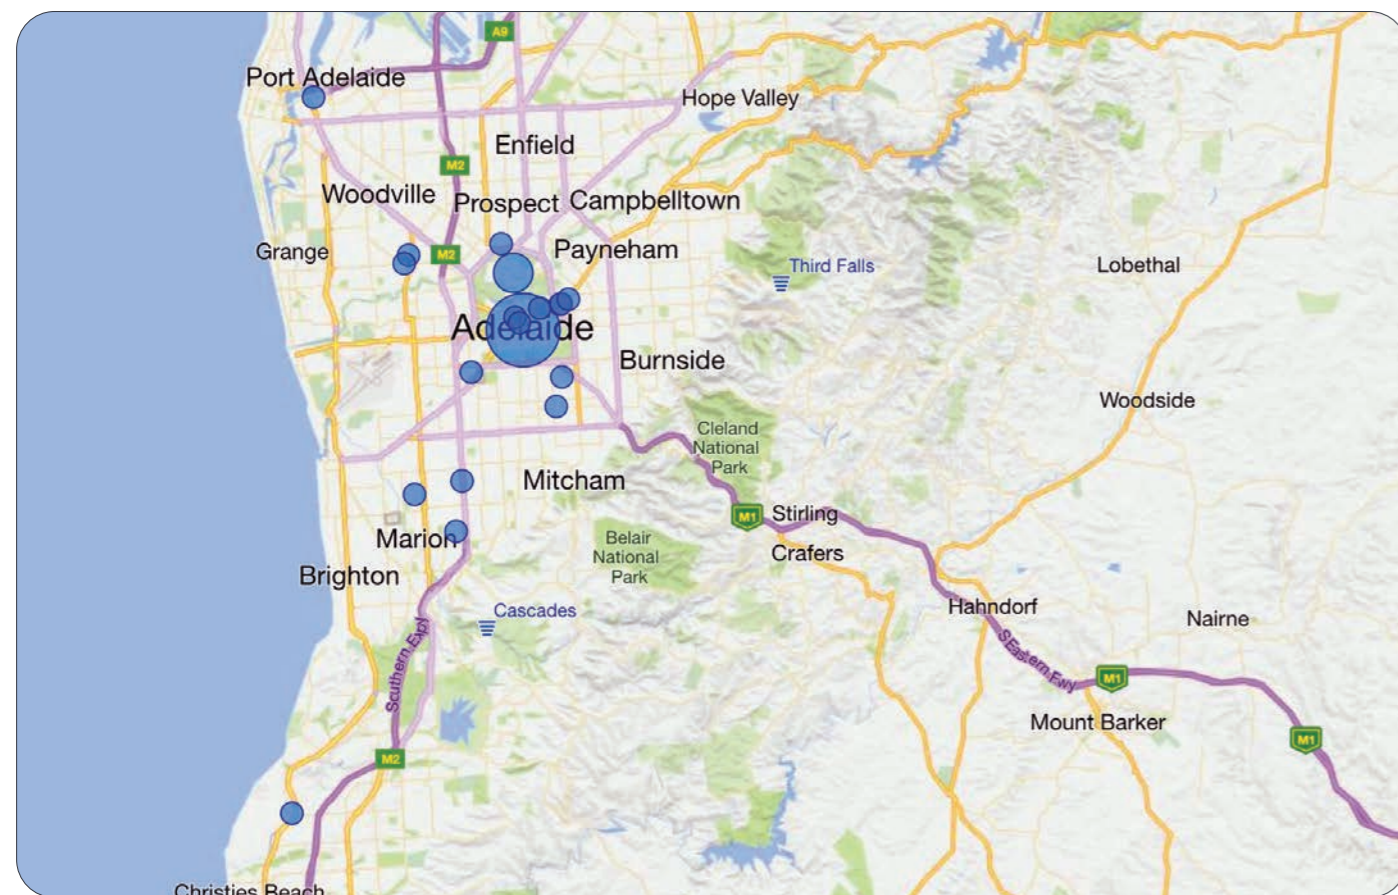 A9
Port Adelaide
Hope Valley
Enfield
M2
Woodville
Prospect
Campbelltown
Grange
M2
Payneham
Third Falls
Lobethal
Adelaide
Burnside
Woodside
Cleland
National
Park
Mitcham
M1
Stirling
Marion
Belair
National
Park
Crafers
Brighton
Cascades
Hahndorf
Nairne
Southern Expy
S Eastern Fwy
M1
Mount Barker
M1
M2
Christies Beach